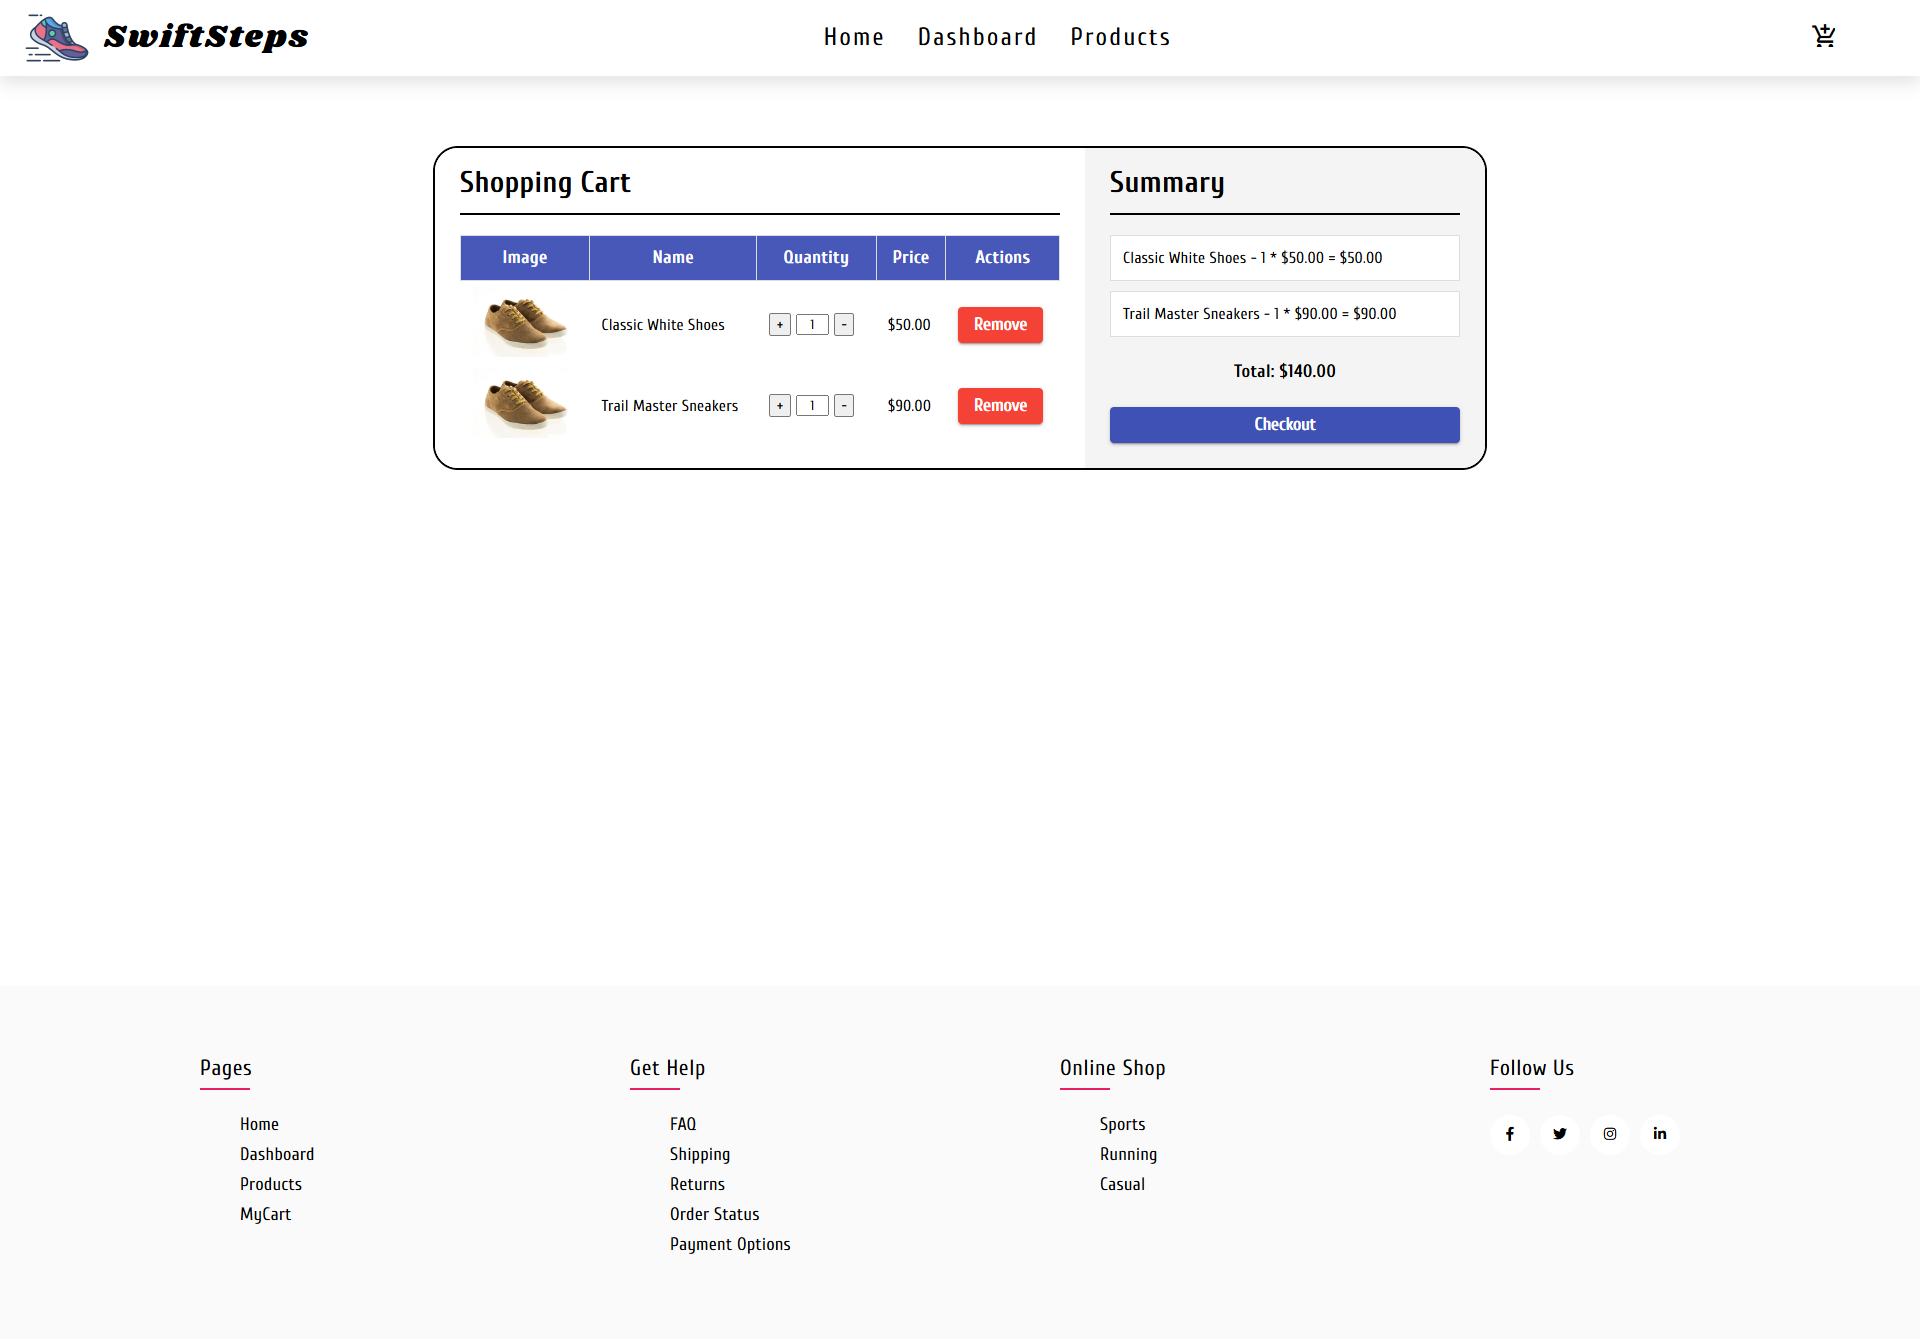 SwiftSteps
Home Dashboard Products
Shopping Cart
Image Name Quantity Price Actions
Classic White Shoes + 1 - $50.00 Remove
Trail Master Sneakers + 1 - $90.00 Remove
Summary
Classic White Shoes - 1 * $50.00 = $50.00
Trail Master Sneakers - 1 * $90.00 = $90.00
Total: $140.00
Checkout
Pages
Home
Dashboard
Products
MyCart
Get Help
FAQ
Shipping
Returns
Order Status
Payment Options
Online Shop
Sports
Running
Casual
Follow Us